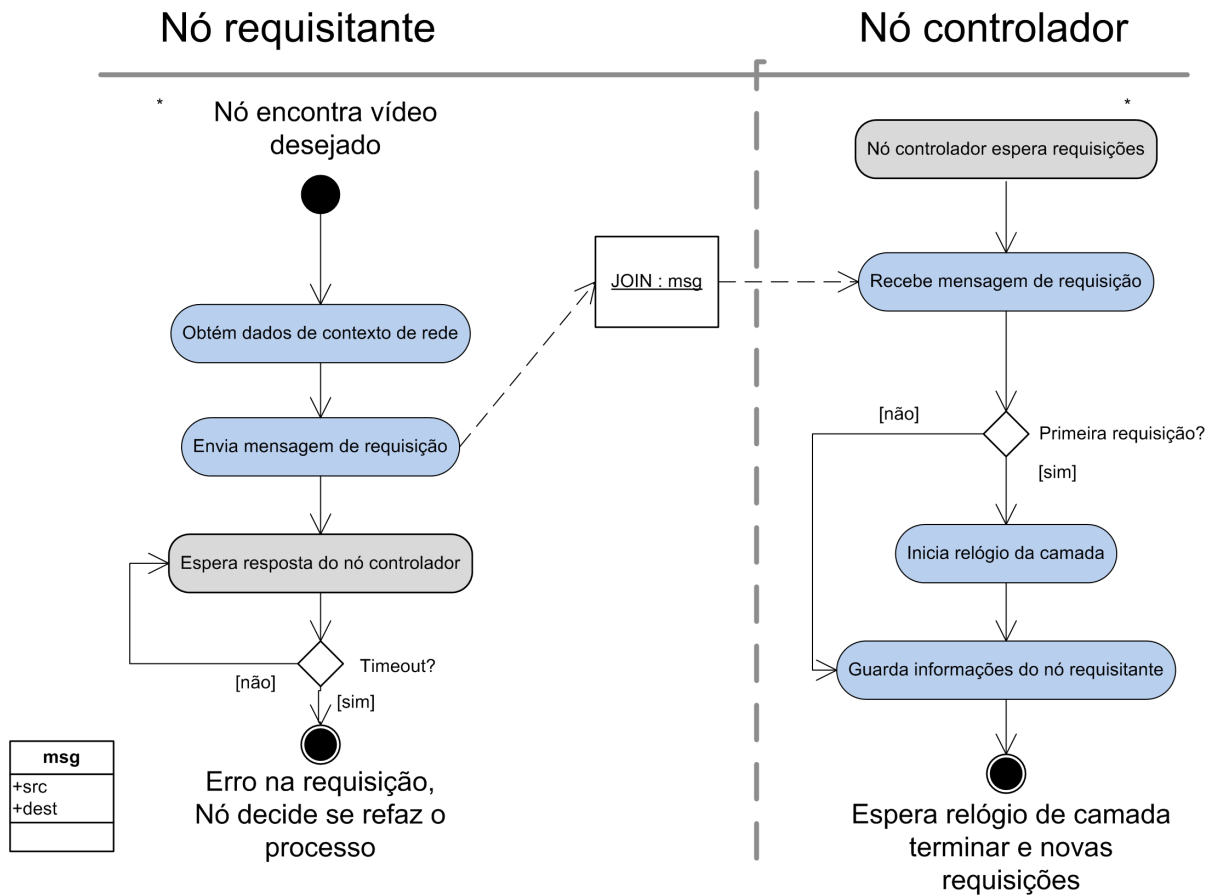 Nó requisitante
Nó controlador
*
Nó encontra vídeo
desejado
Obtém dados de contexto de rede
Envia mensagem de requisição
JOIN : msg
Espera resposta do nó controlador
Timeout?
[não]
[sim]
Erro na requisição,
Nó decide se refaz o
processo
msg
+src
+dest
*
Nó controlador espera requisições
Recebe mensagem de requisição
[não]
Primeira requisição?
[sim]
Inicia relógio da camada
Guarda informações do nó requisitante
Espera relógio de camada
terminar e novas
requisições